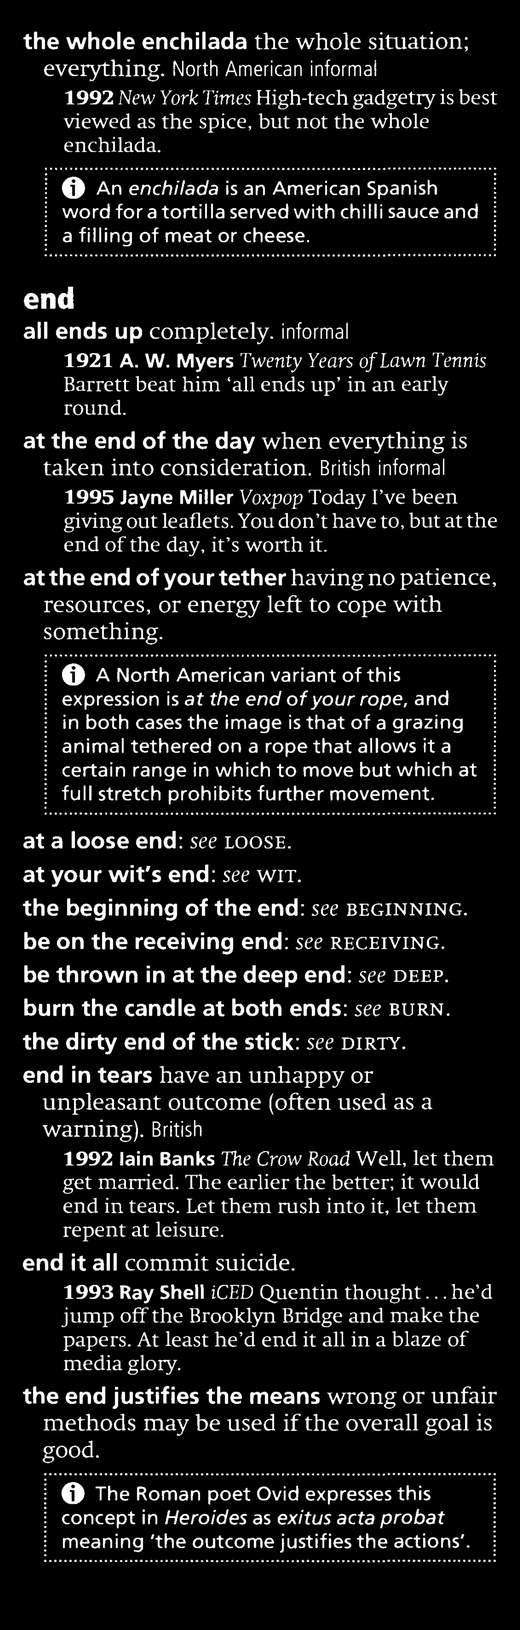 the whole enchilada the whole situation;
everything. North American informal
1992 New York Times High-tech gadgetry is best
viewed as the spice, but not the whole
enchilada.
An enchilada is an American Spanish
word for a tortilla served with chilli sauce and
a filling of meat or cheese.
end
all ends up completely. informal
1921 A. W. Myers Twenty Years of Lawn Tennis
Barrett beat him ‘all ends up’ in an early
round.
at the end of the day when everything is
taken into consideration. British informal
1995 Jayne Miller Voxpop Today I’ve been
giving out leaflets. You don’t have to, but at the
end of the day, it’s worth it.
at the end of your tether having no patience,
resources, or energy left to cope with
something.
A North American variant of this
expression is at the end of your rope, and
in both cases the image is that of a grazing
animal tethered on a rope that allows it a
certain range in which to move but which at
full stretch prohibits further movement.
at a loose end: see LOOSE.
at your wit’s end: see WIT.
the beginning of the end: see BEGINNING.
be on the receiving end: see RECEIVING.
be thrown in at the deep end: see DEEP.
burn the candle at both ends: see BURN.
the dirty end of the stick: see DIRTY.
end in tears have an unhappy or
unpleasant outcome (often used as a
warning). British
1992 Iain Banks The Crow Road Well, let them
get married. The earlier the better; it would
end in tears. Let them rush into it, let them
repent at leisure.
end it all commit suicide.
1993 Ray Shell iCED Quentin thought...he’d
jump off the Brooklyn Bridge and make the
papers. At least he’d end it all in a blaze of
media glory.
the end justifies the means wrong or unfair
methods may be used if the overall goal is
good.
The Roman poet Ovid expresses this
concept in Heroides as exitus acta probat
meaning ‘the outcome justifies the actions’.